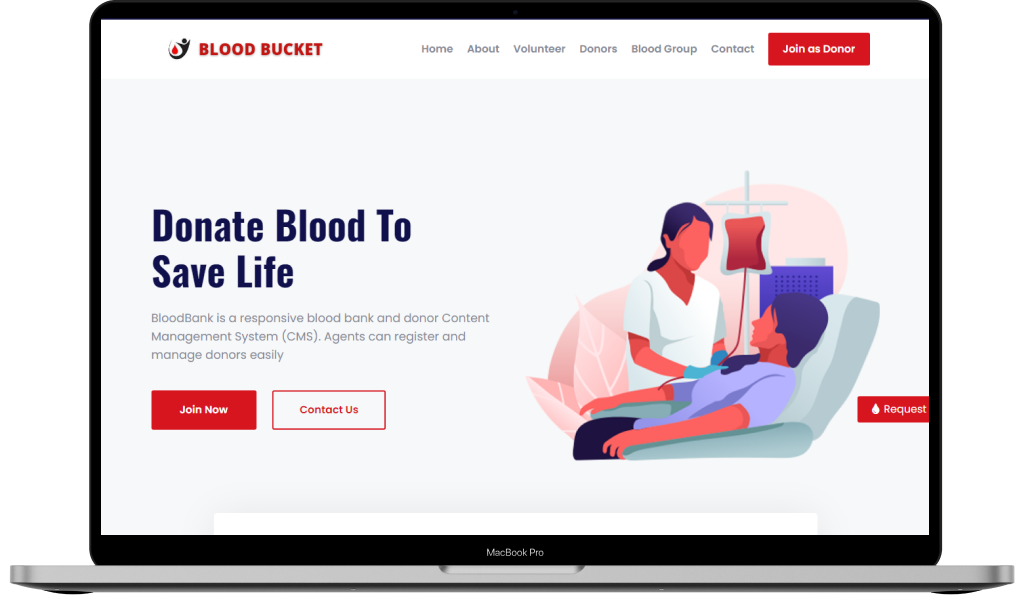 BLOOD BUCKET
Home About Volunteer Donors Blood Group Contact Join as Donor
Donate Blood To
Save Life
BloodBank is a responsive blood bank and donor Content
Management System (CMS). Agents can register and
manage donors easily
Join Now Contact Us
Request
MacBook Pro